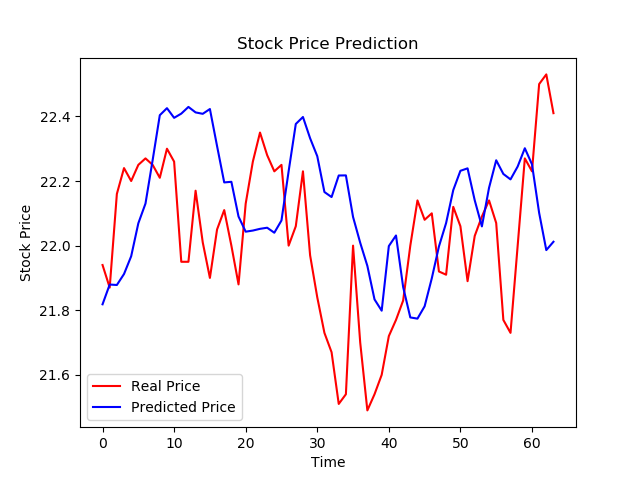 Stock Price Prediction
Stock Price
22.4
22.2
22.0
21.8
21.6
Real Price
Predicted Price
0 10 20 30 40 50 60
Time